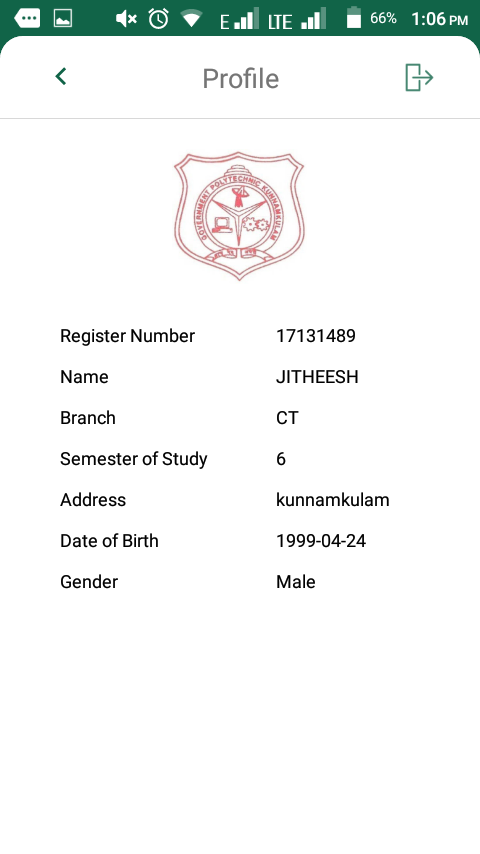 E LTE 66% 1:06 PM
Profile
GOVERNMENT POLYTECHNIC KUNNAMKULAM
Register Number 17131489
Name JITHEESH
Branch CT
Semester of Study 6
Address kunnamkulam
Date of Birth 1999-04-24
Gender Male